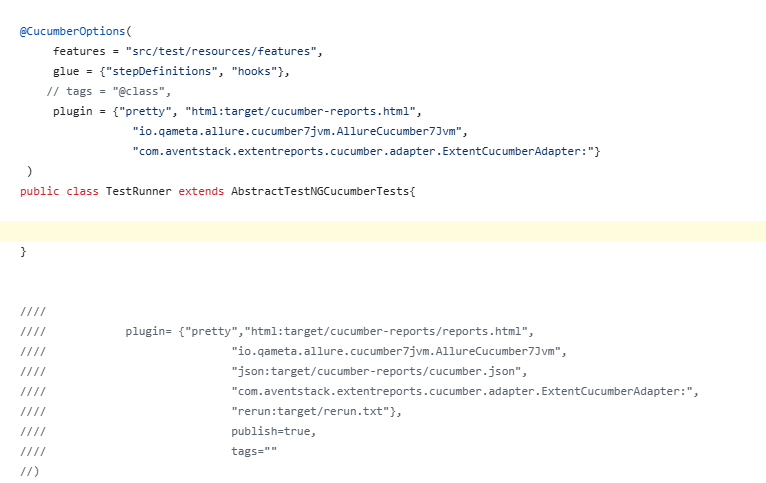 @CucumberOptions(
features = "src/test/resources/features",
glue = {"stepDefinitions", "hooks"},
// tags = "@class",
plugin = {"pretty", "html:target/cucumber-reports.html",
"io.qameta.allure.cucumber7jvm.AllureCucumber7Jvm",
"com.aventstack.extentreports.cucumber.adapter.ExtentCucumberAdapter:"}
)
public class TestRunner extends AbstractTestNGCucumberTests{
}
////
//// plugin= {"pretty","html:target/cucumber-reports/reports.html",
//// "io.qameta.allure.cucumber7jvm.AllureCucumber7Jvm",
//// "json:target/cucumber-reports/cucumber.json",
//// "com.aventstack.extentreports.cucumber.adapter.ExtentCucumberAdapter:",
//// "rerun:target/rerun.txt"},
//// publish=true,
//// tags=""
//)